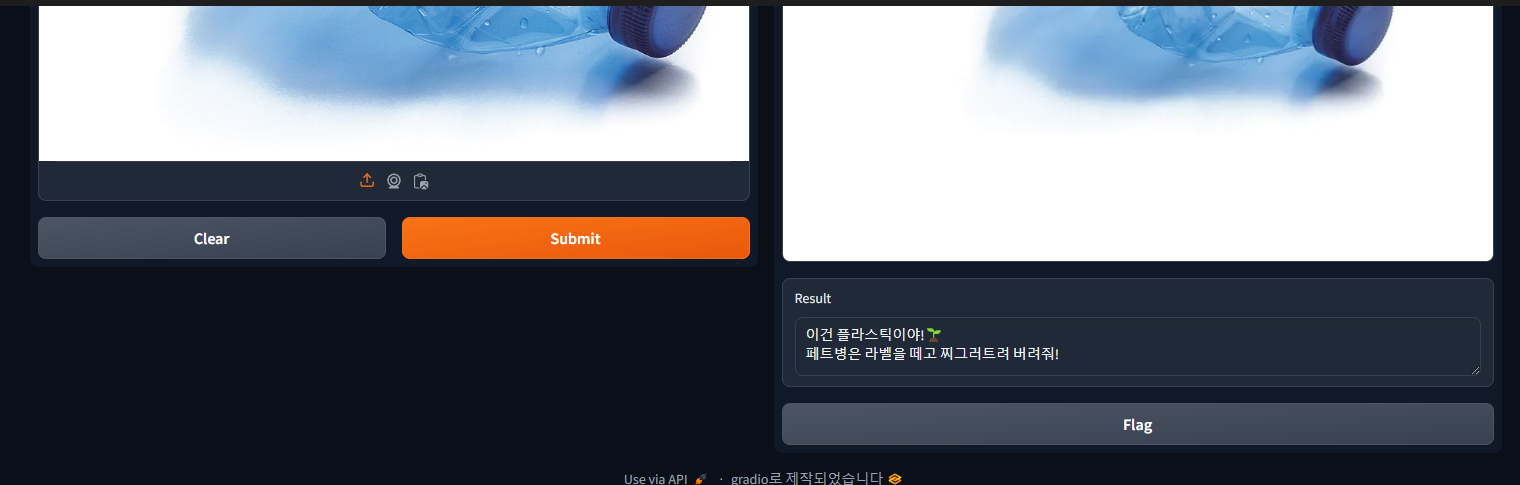 Clear
Submit
Result
이건 플라스틱이야!🌱
페트병은 라벨을 떼고 찌그러트려 버려줘!
Flag
Use via API 🚀 · gradio로 제작되었습니다